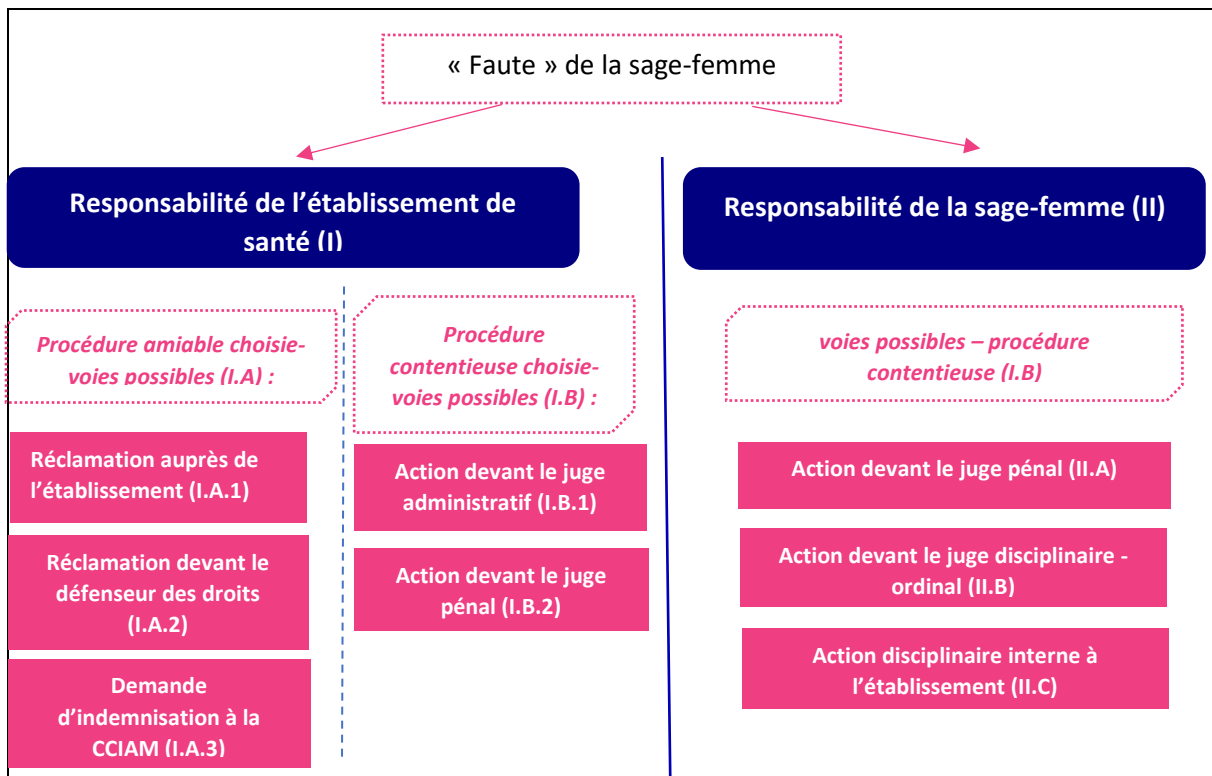 « Faute » de la sage-femme
Responsabilité de l’établissement de
santé (I)
Procédure amiable choisie-
voies possibles (I.A) :
Réclamation auprès de
l’établissement (I.A.1)
Réclamation devant le
défenseur des droits
(I.A.2)
Demande
d’indemnisation à la
CCIAM (I.A.3)
Procédure
contentieuse choisie-
voies possibles (I.B) :
Action devant le juge
administratif (I.B.1)
Action devant le juge
pénal (I.B.2)
Responsabilité de la sage-femme (II)
voies possibles – procédure
contentieuse (I.B)
Action devant le juge pénal (II.A)
Action devant le juge disciplinaire -
ordinal (II.B)
Action disciplinaire interne à
l’établissement (II.C)